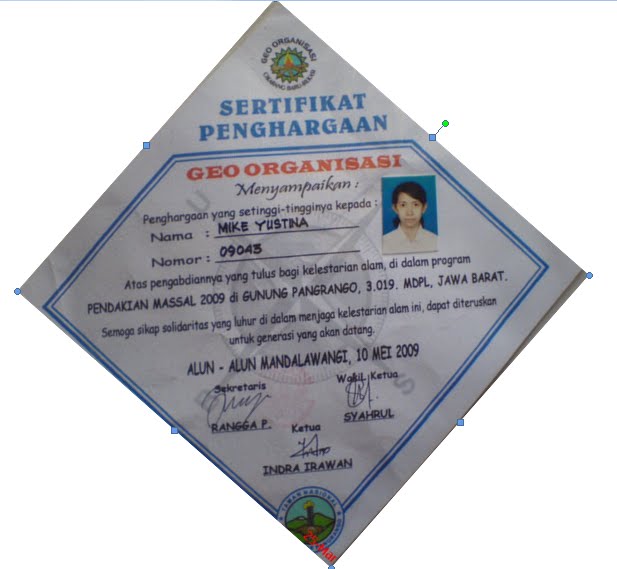 GEO ORGANISASI
SERTIFIKAT
PENGHARGAAN
GEO ORGANISASI
Menyampaikan :
Penghargaan yang setinggi-tingginya kepada :
Nama : MIKE YUSTINA
Nomor : 09043
Atas pengabdiannya yang tulus bagi kelestarian alam, di dalam program
PENDAKIAN MASSAL 2009 di GUNUNG PANGRANGO, 3.019. MDPL, JAWA BARAT.
Semoga sikap solidaritas yang luhur di dalam menjaga kelestarian alam ini, dapat diteruskan
untuk generasi yang akan datang.
ALUN - ALUN MANDALAWANGI, 10 MEI 2009
Sekretaris
Wakil Ketua
RANGGA P.
SYAHRUL
Ketua
INDRA IRAWAN
TAMAN NASIONAL